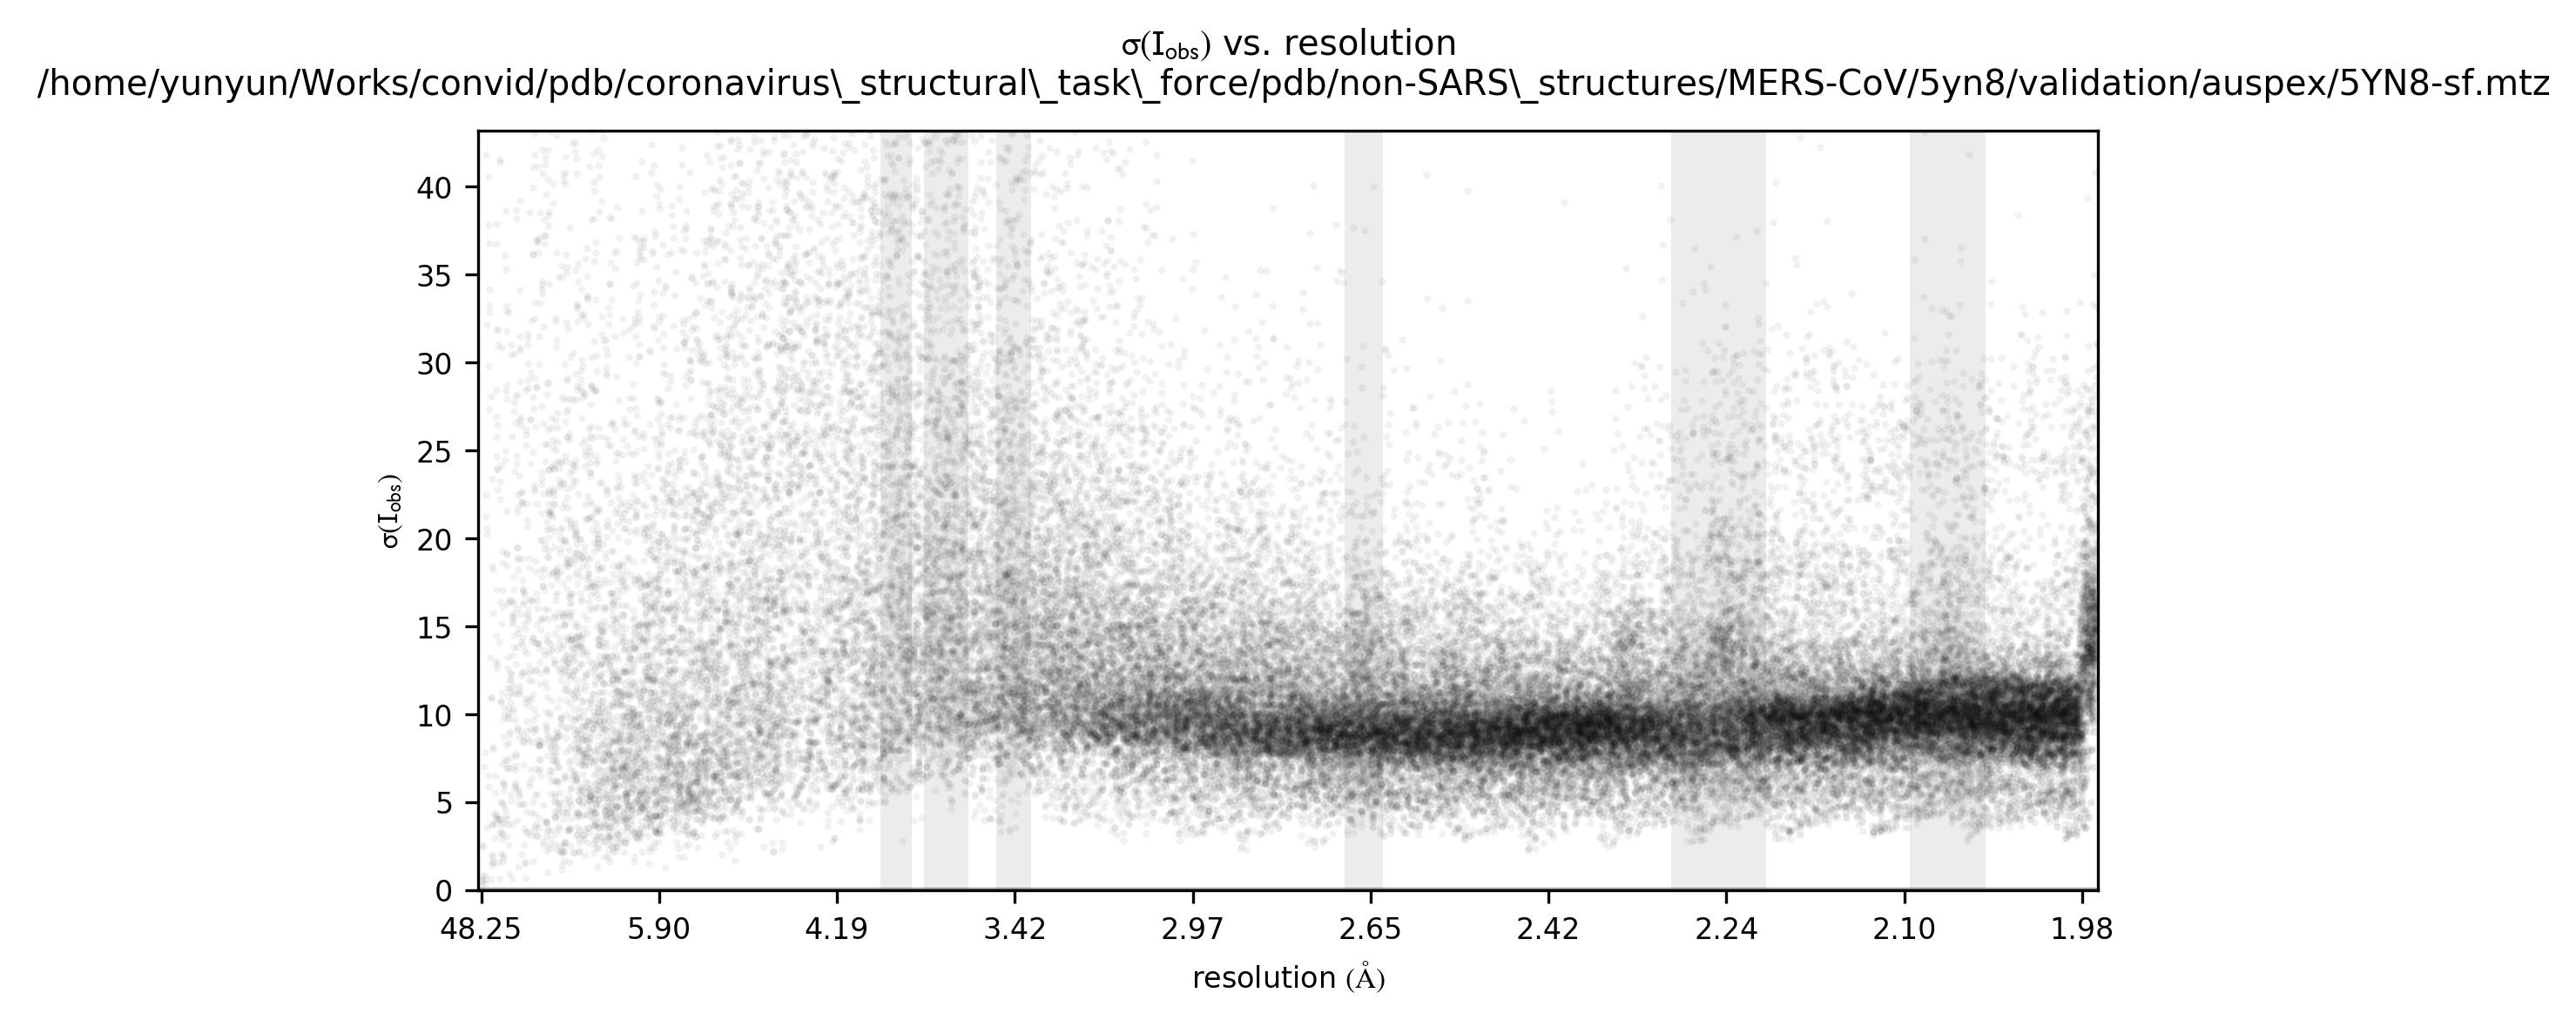 σ(I_obs) vs. resolution
/home/yunyun/Works/convid/pdb/coronavirus\_structural\_task\_force/pdb/non-SARS\_structures/MERS-CoV/5yn8/validation/auspex/5YN8-sf.mtz
40
35
30
25
20
15
10
5
0
σ(I_obs)
48.25 5.90 4.19 3.42 2.97 2.65 2.42 2.24 2.10 1.98
resolution (Å)